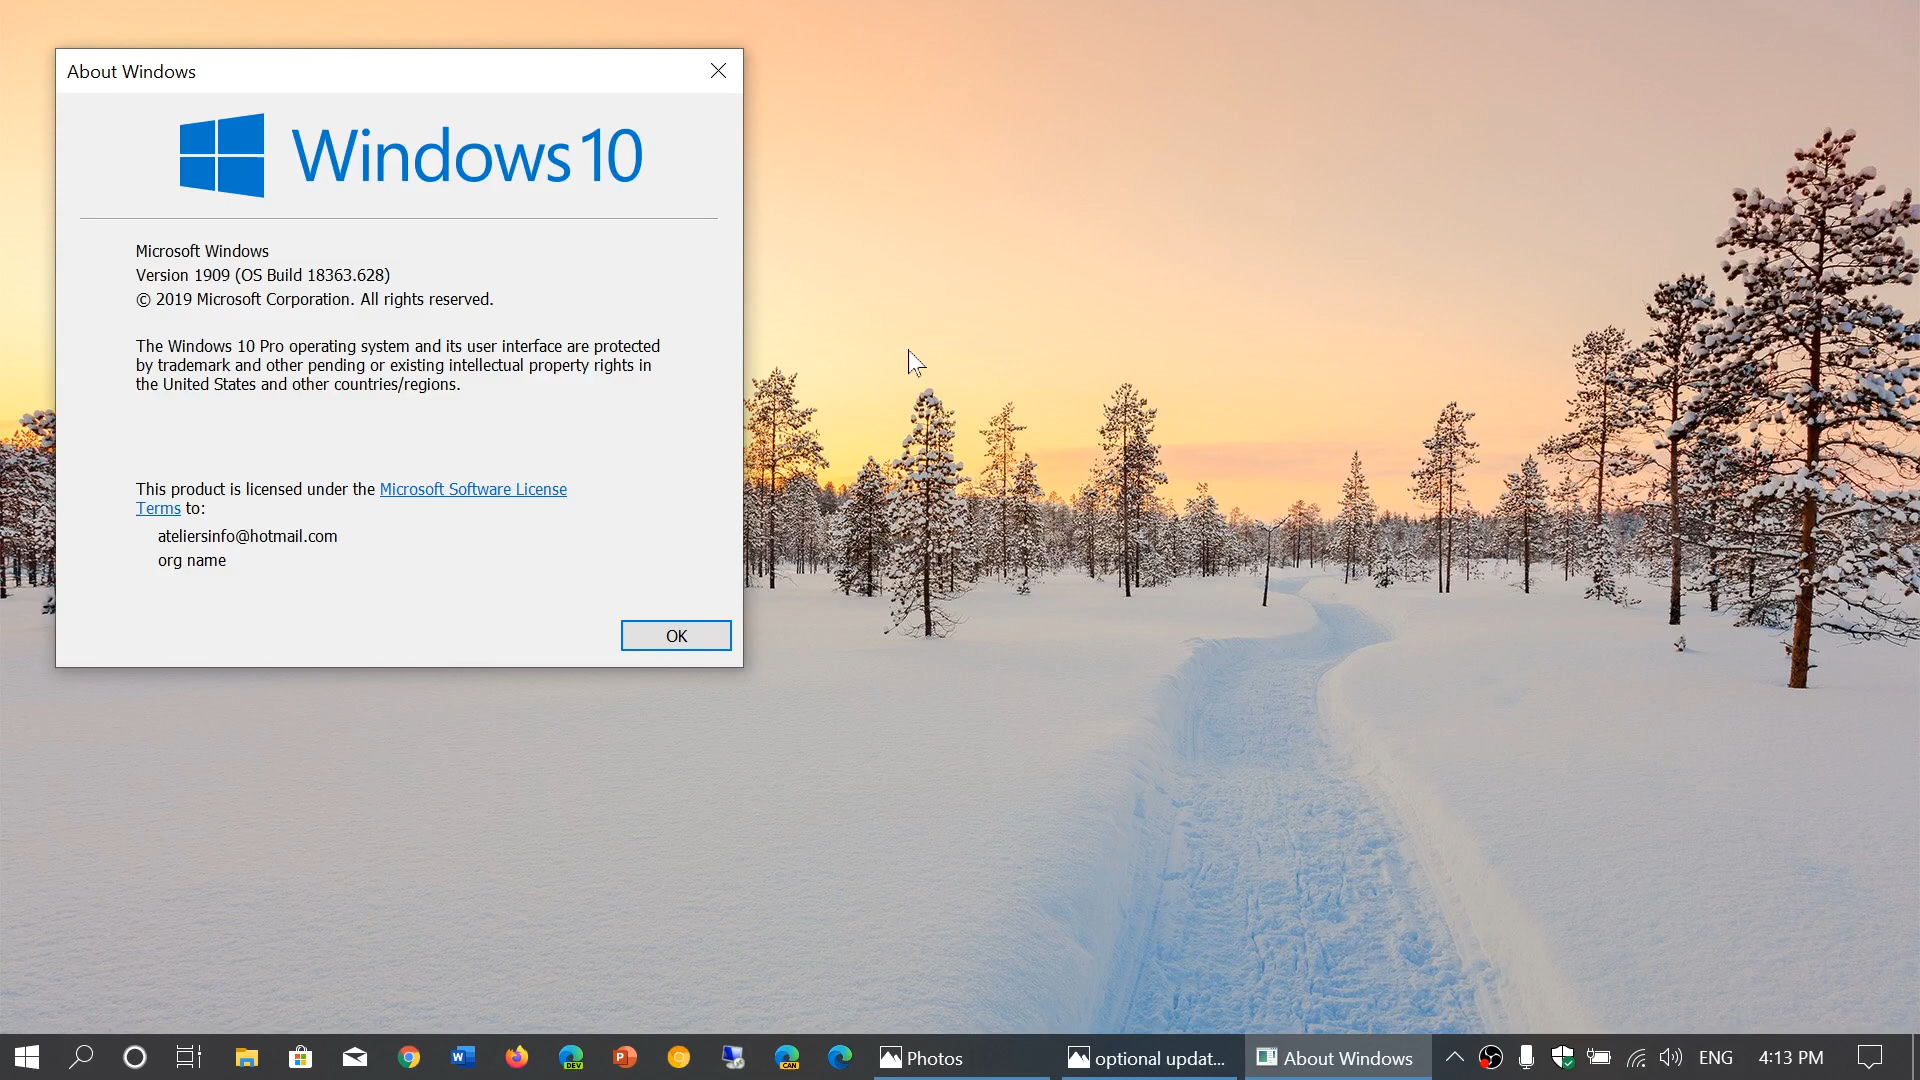 About Windows
Windows 10
Microsoft Windows
Version 1909 (OS Build 18363.628)
© 2019 Microsoft Corporation. All rights reserved.
The Windows 10 Pro operating system and its user interface are protected
by trademark and other pending or existing intellectual property rights in
the United States and other countries/regions.
This product is licensed under the Microsoft Software License
Terms to:
ateliersinfo@hotmail.com
org name
OK
W
DEV
P
CAN
Photos
optional updat...
About Windows
ENG
4:13 PM